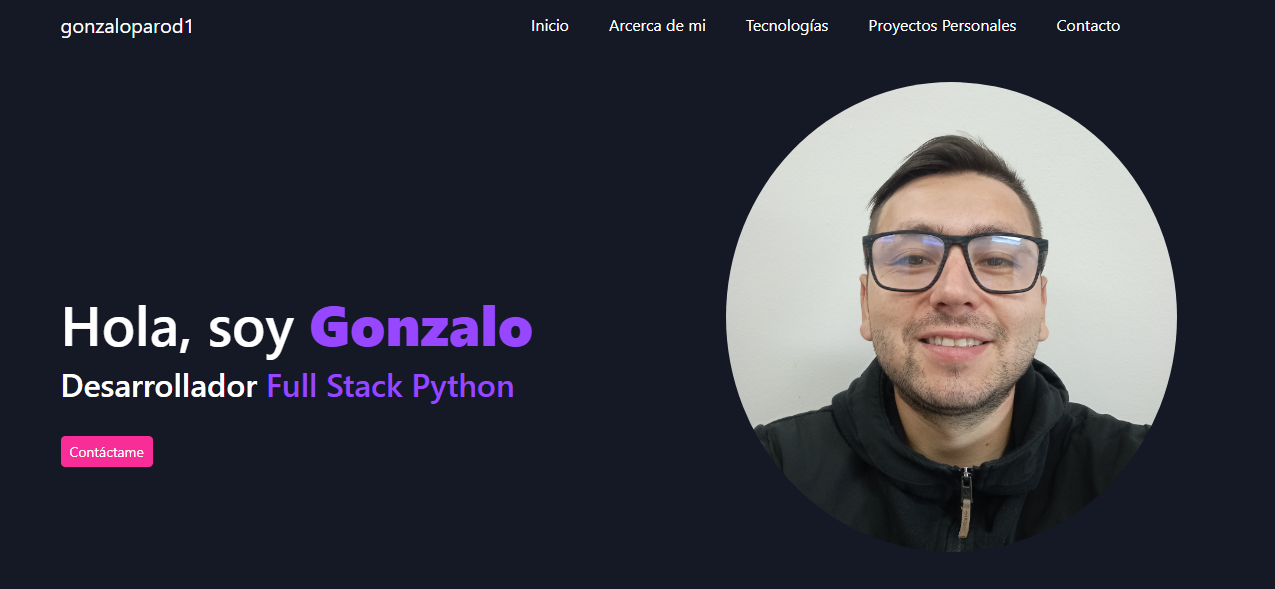 gonzaloparod1
Inicio Arcerca de mi Tecnologías Proyectos Personales Contacto
Hola, soy Gonzalo
Desarrollador Full Stack Python
Contáctame